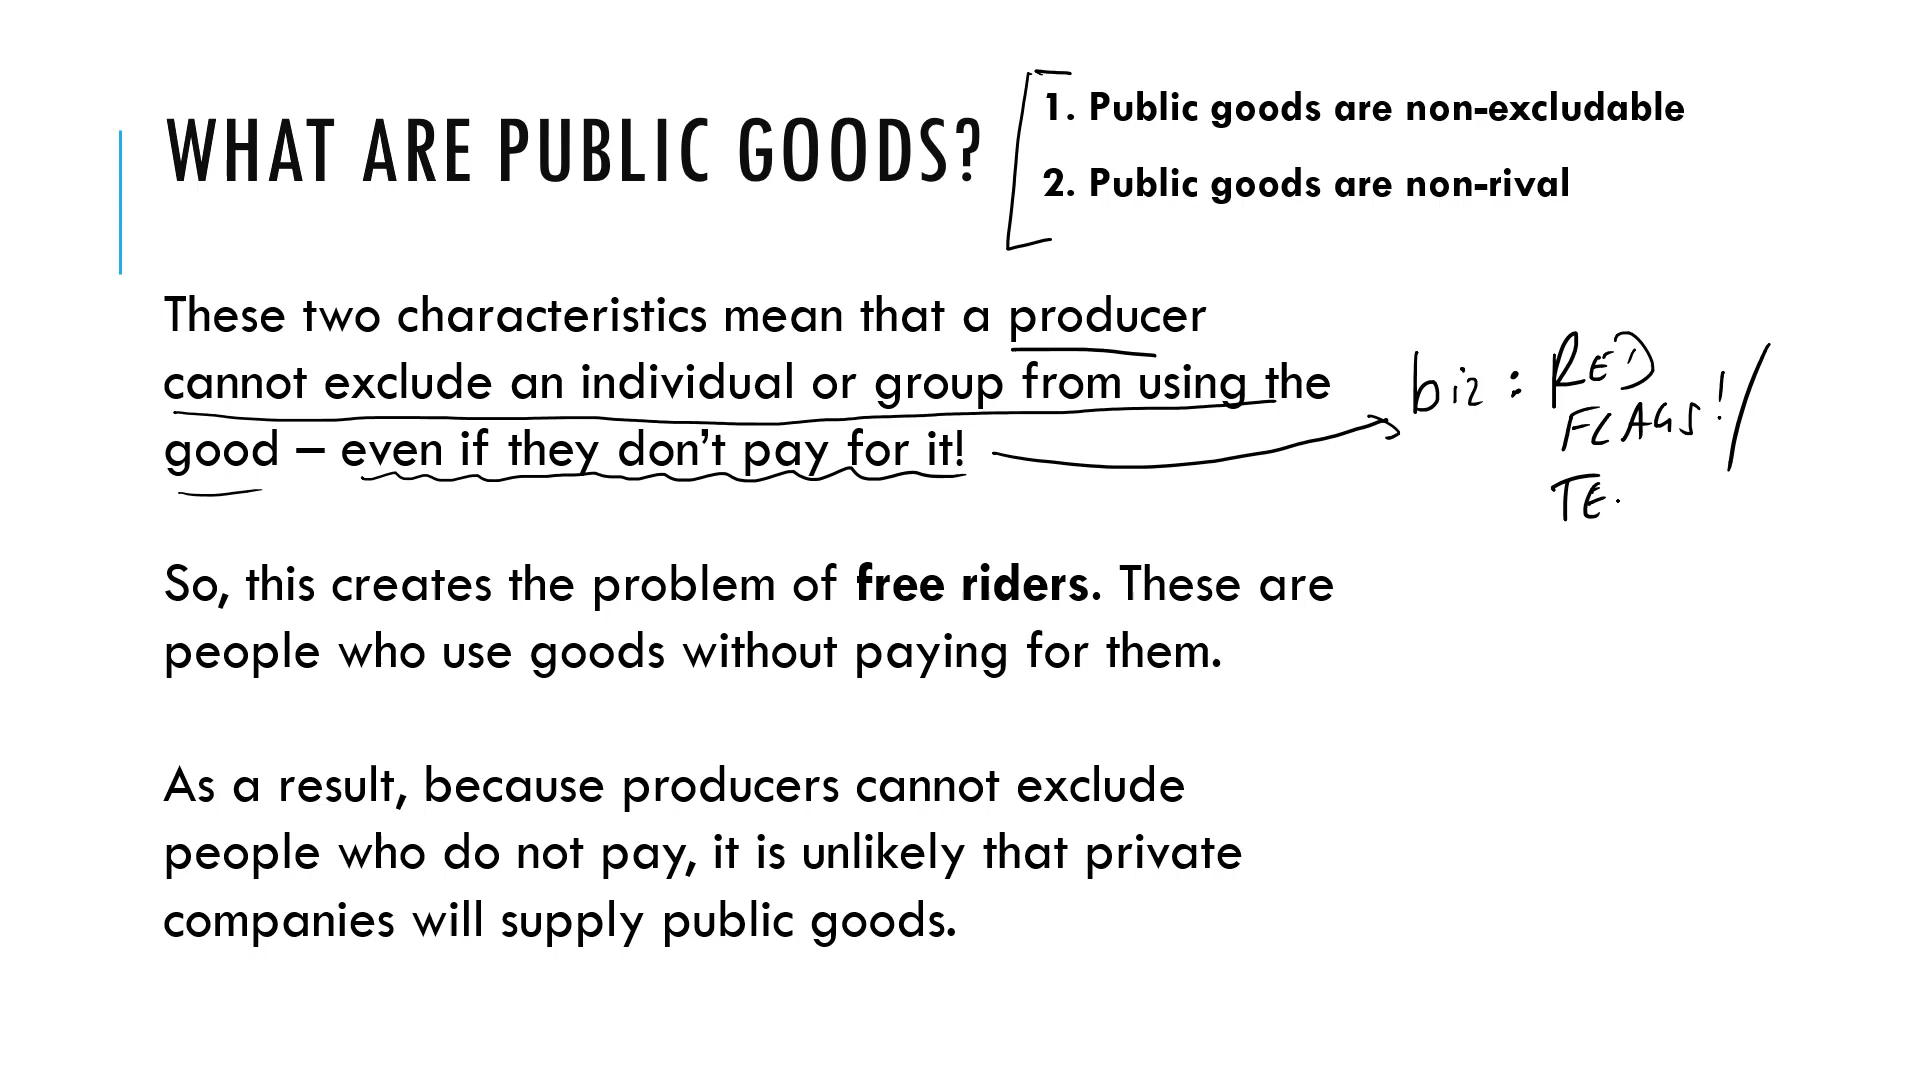 WHAT ARE PUBLIC GOODS?
1. Public goods are non-excludable
2. Public goods are non-rival
These two characteristics mean that a producer
cannot exclude an individual or group from using the
good – even if they don't pay for it!
biz : RED
FLAGS!
TE.
So, this creates the problem of free riders. These are
people who use goods without paying for them.
As a result, because producers cannot exclude
people who do not pay, it is unlikely that private
companies will supply public goods.